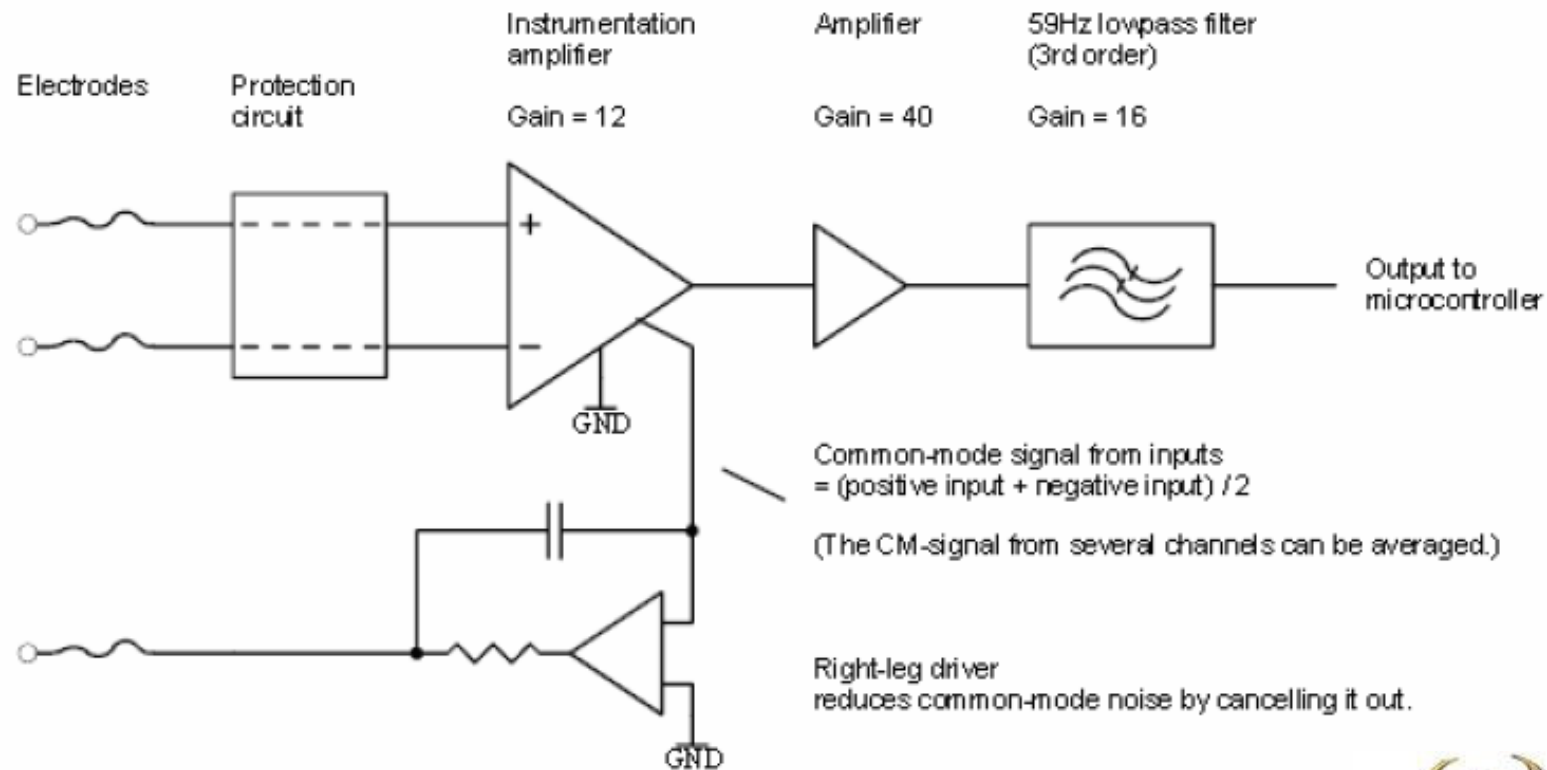 Electrodes
Protection
circuit
Instrumentation
amplifier
Gain = 12
Amplifier
Gain = 40
59Hz lowpass filter
(3rd order)
Gain = 16
+
−
GND
Output to
microcontroller
Common-mode signal from inputs
= (positive input + negative input) / 2
(The CM-signal from several channels can be averaged.)
Right-leg driver
reduces common-mode noise by cancelling it out.
GND